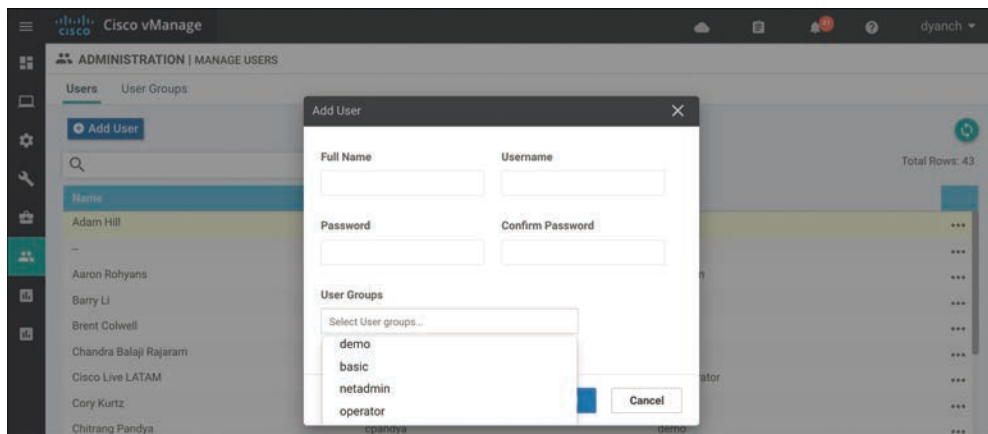 cisco
Cisco vManage
41
dyanch
ADMINISTRATION | MANAGE USERS
Users
User Groups
Add User
Total Rows: 43
Name
Adam Hill
--
Aaron Rohyans
Barry Li
Brent Colwell
Chandra Balaji Rajaram
Cisco Live LATAM
Cory Kurtz
Chitrang Pandya
cpandya
demo
Add User
Full Name
Username
Password
Confirm Password
User Groups
Select User groups...
demo
basic
netadmin
operator
Cancel